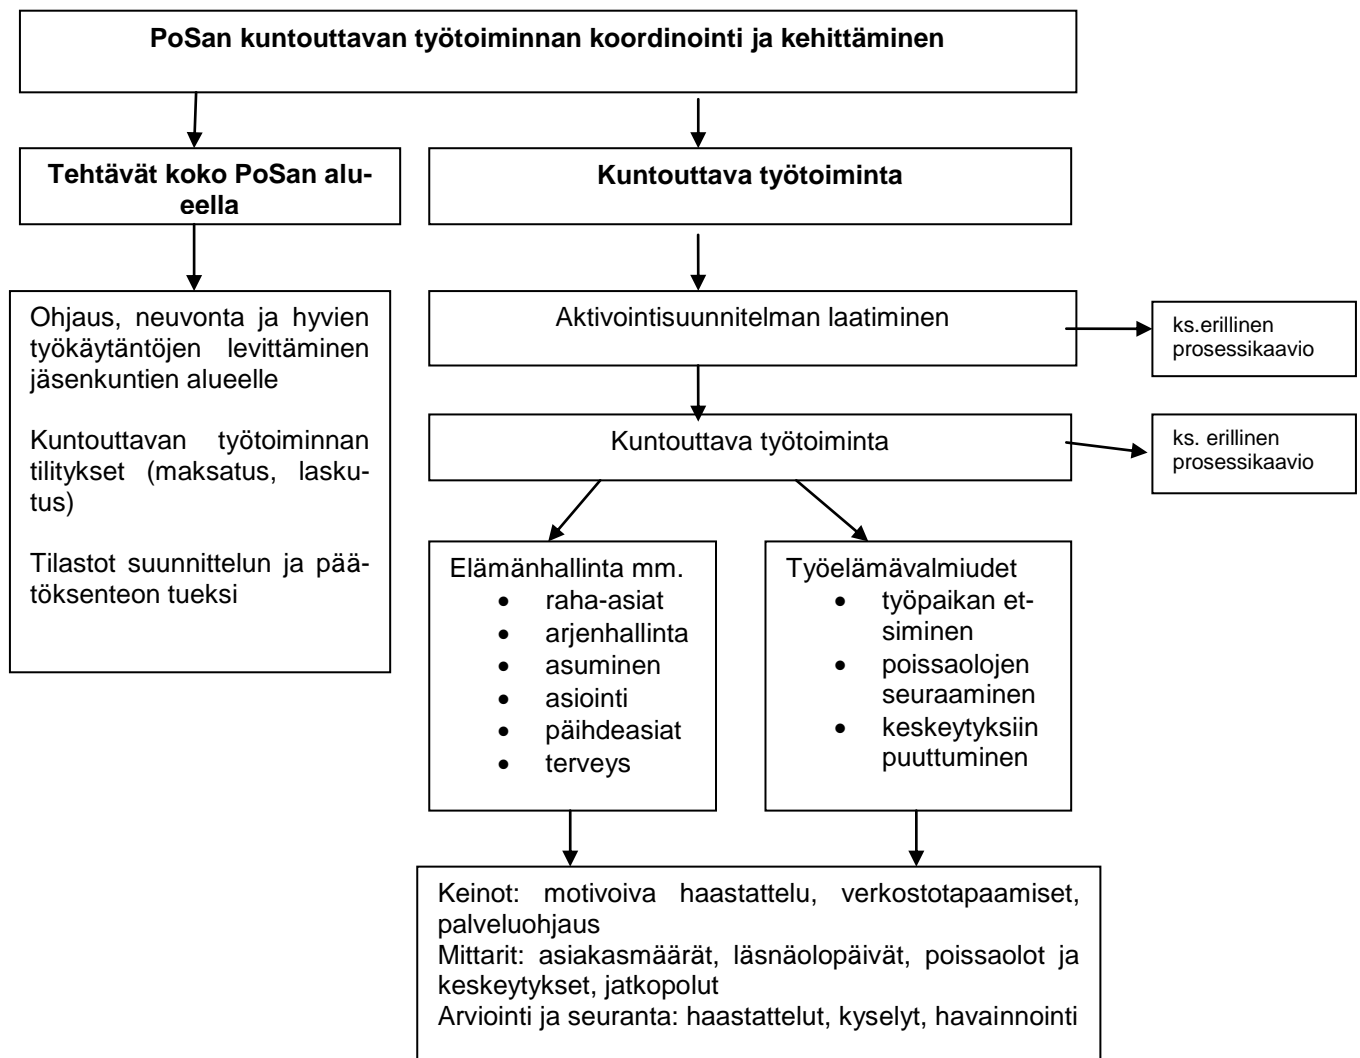 PoSan kuntouttavan työtoiminnan koordinointi ja kehittäminen
Tehtävät koko PoSan alu-
eella
Kuntouttava työtoiminta
Ohjaus, neuvonta ja hyvien
työkäytäntöjen levittäminen
jäsenkuntien alueelle
Kuntouttavan työtoiminnan
tilitykset (maksatus, lasku-
tus)
Tilastot suunnittelun ja pää-
töksenteon tueksi
Aktivointisuunnitelman laatiminen
ks.erillinen
prosessikaavio
Kuntouttava työtoiminta
ks. erillinen
prosessikaavio
Elämänhallinta mm.
• raha-asiat
• arjenhallinta
• asuminen
• asiointi
• päihdeasiat
• terveys
Työelämävalmiudet
• työpaikan et-
siminen
• poissaolojen
seuraaminen
• keskeytyksiin
puuttuminen
Keinot: motivoiva haastattelu, verkostotapaamiset,
palveluohjaus
Mittarit: asiakasmäärät, läsnäolopäivät, poissaolot ja
keskeytykset, jatkopolut
Arviointi ja seuranta: haastattelut, kyselyt, havainnointi